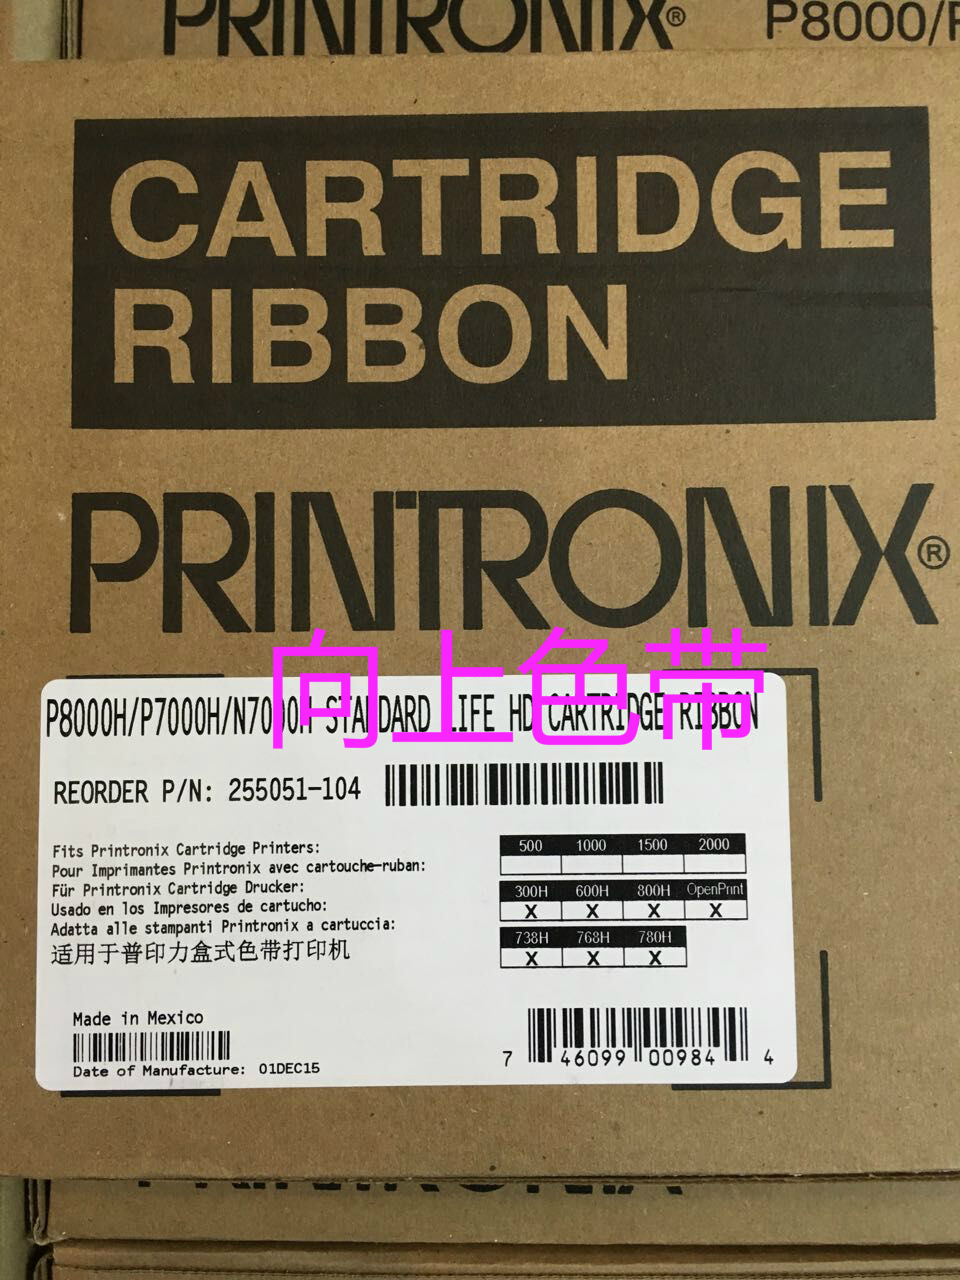 PRINTRONIX® P8000/P
CARTRIDGE
RIBBON
PRINTRONIX®
向上色带
P8000H/P7000H/N7000H STANDARD LIFE HD CARTRIDGE RIBBON
REORDER P/N: 255051-104
Fits Printronix Cartridge Printers:
Pour Imprimantes Printronix avec cartouche-ruban:
Für Printronix Cartridge Drucker:
Usado en los Impresores de cartucho:
Adatta alle stampanti Printronix a cartuccia:
适用于普印力盒式色带打印机
500 1000 1500 2000
300H 600H 800H OpenPrint
X X X X
738H 768H 780H
X X X
Made in Mexico
Date of Manufacture: 01DEC15
7 46099 00984 4